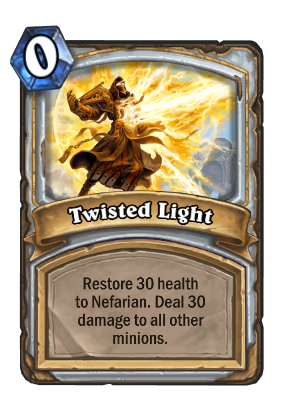 0
Twisted Light
Restore 30 health
to Nefarian. Deal 30
damage to all other
minions.